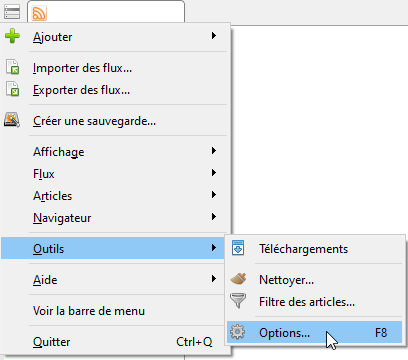 Ajouter
Importer des flux...
Exporter des flux...
Créer une sauvegarde...
Affichage
Flux
Articles
Navigateur
Outils
Téléchargements
Nettoyer...
Filtre des articles...
Options... F8
Aide
Voir la barre de menu
Quitter Ctrl+Q